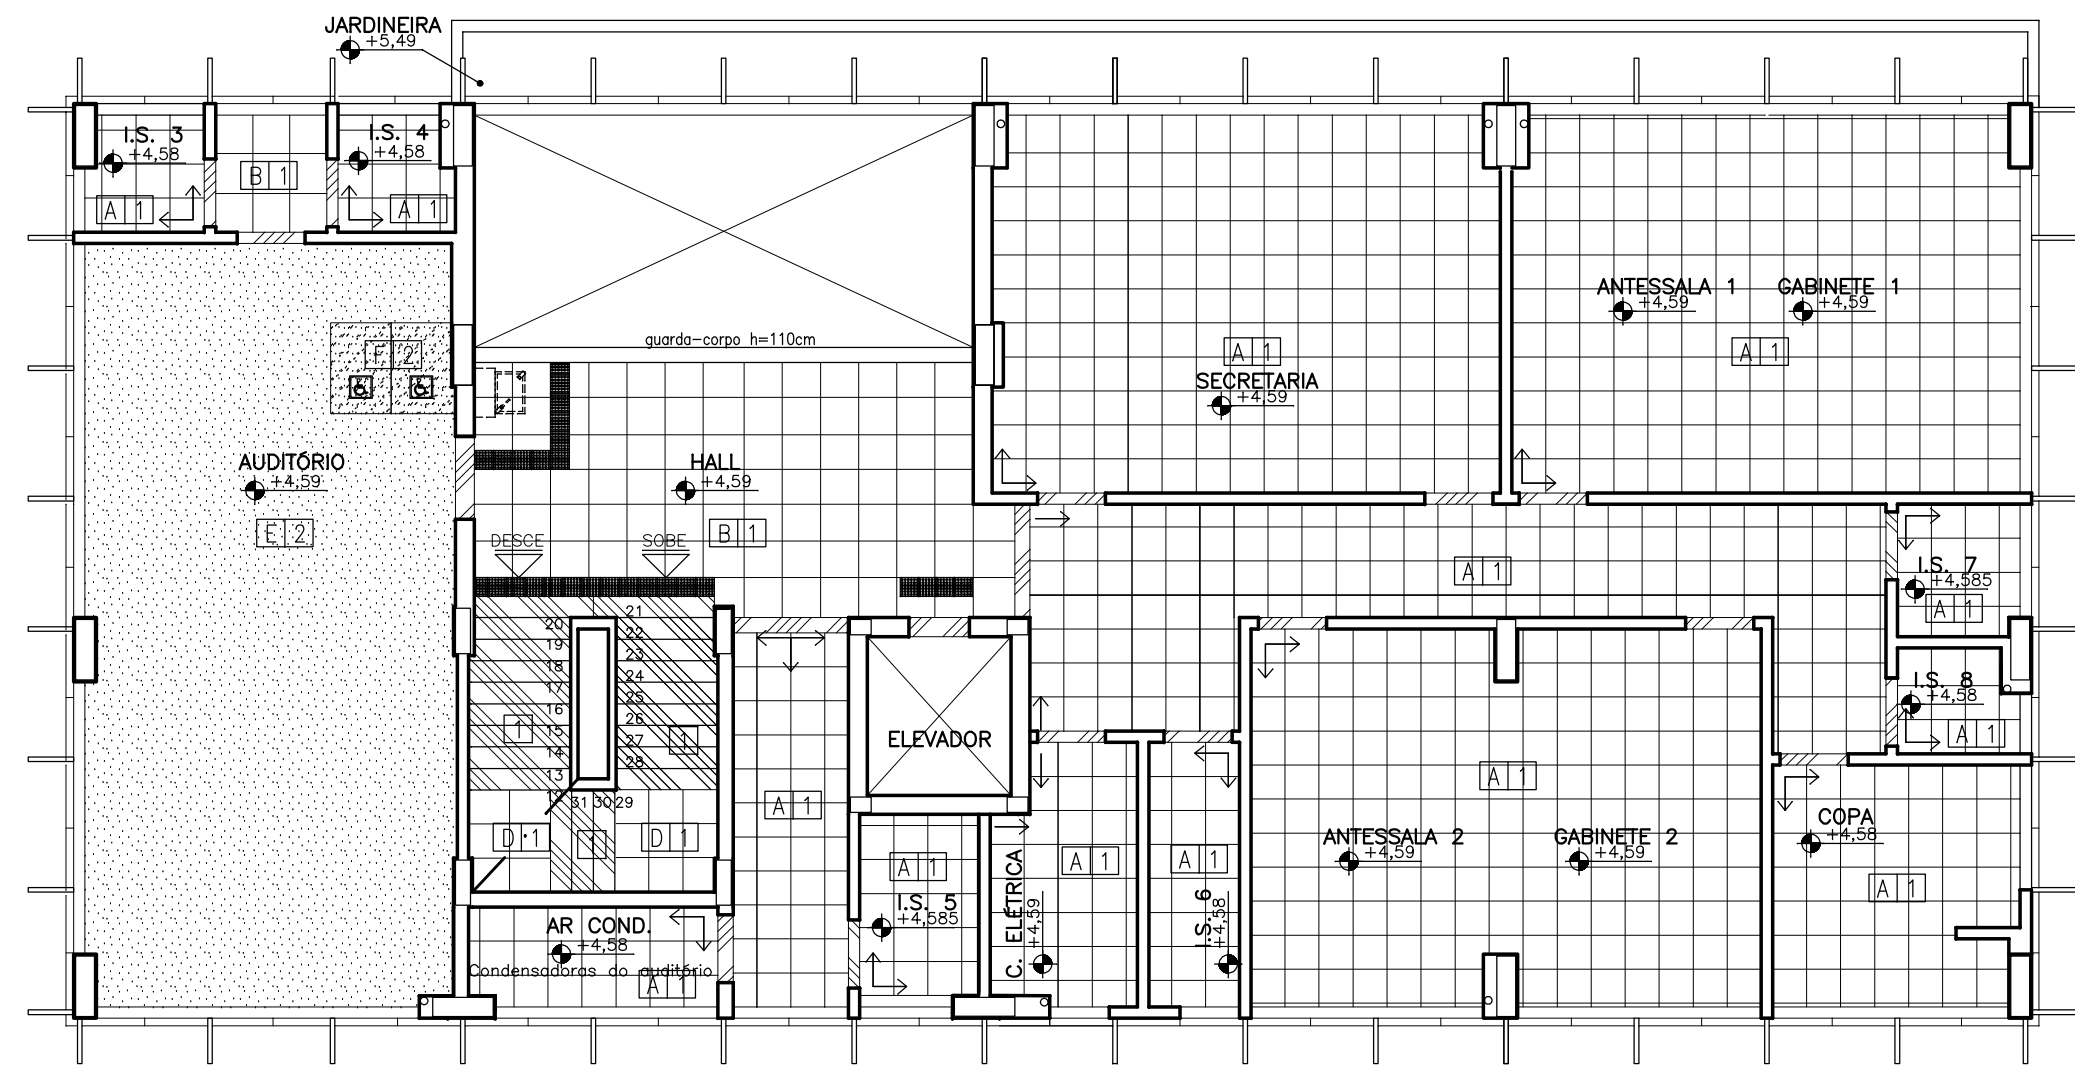 JARDINEIRA
+5,49
I.S. 3
+4,58
A 1
B 1
I.S. 4
+4,58
A 1
guarda-corpo h=110cm
F 2
AUDITÓRIO
+4,59
E 2
HALL
+4,59
B 1
DESCE
SOBE
A 1
SECRETARIA
+4,59
ANTESSALA 1
+4,59
GABINETE 1
+4,59
A 1
A 1
I.S. 7
+4,585
A 1
I.S. 8
+4,58
A 1
20
19
18
17
16
15
14
13
12
21
22
23
24
25
26
27
28
31 30 29
1
1
1
D 1
D 1
A 1
ELEVADOR
AR COND.
+4,58
Condensadoras do auditório
A 1
A 1
I.S. 5
+4,585
C. ELÉTRICA
+4,59
A 1
A 1
I.S. 6
+4,58
A 1
ANTESSALA 2
+4,59
GABINETE 2
+4,59
COPA
+4,58
A 1